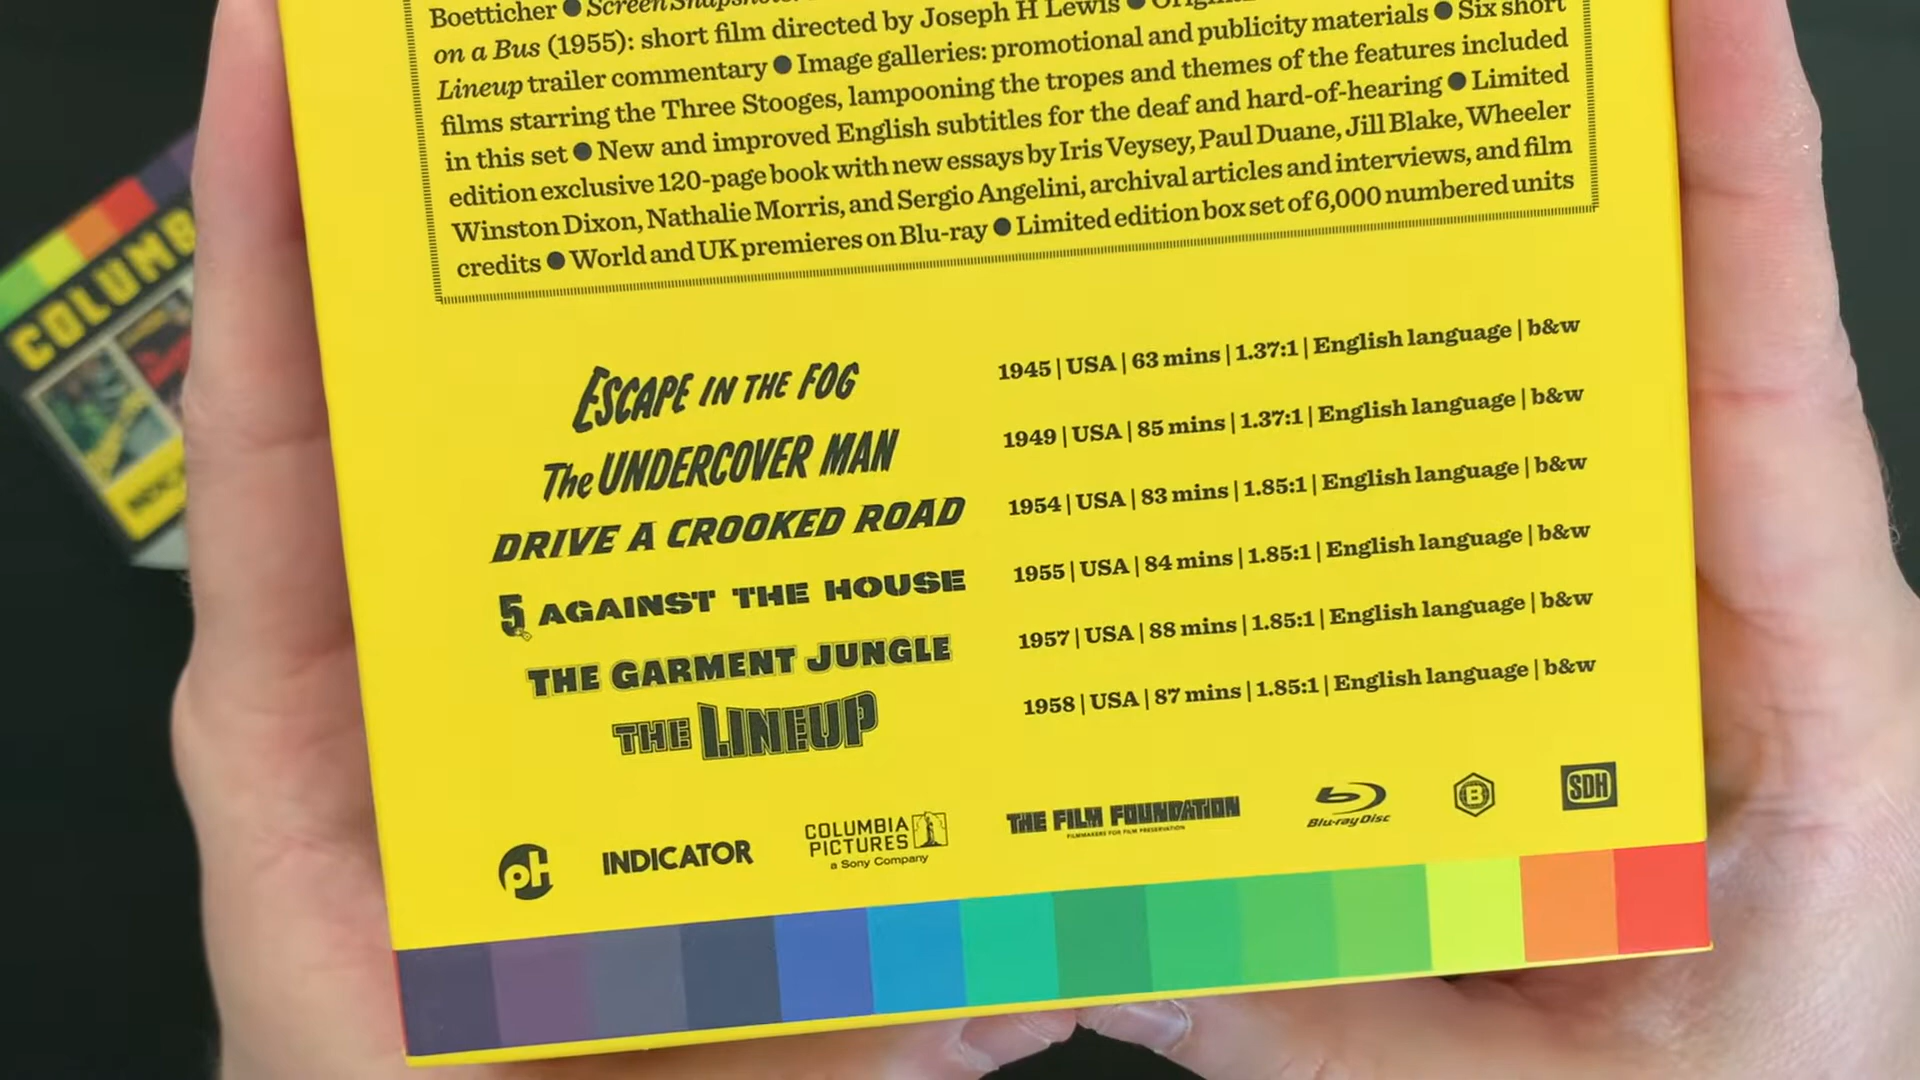 Boetticher ● Screen Snapshots:
on a Bus (1955): short film directed by Joseph H Lewis ●
Lineup trailer commentary ● Image galleries: promotional and publicity materials ● Six short
films starring the Three Stooges, lampooning the tropes and themes of the features included
in this set ● New and improved English subtitles for the deaf and hard-of-hearing ● Limited
edition exclusive 120-page book with new essays by Iris Veysey, Paul Duane, Jill Blake, Wheeler
Winston Dixon, Nathalie Morris, and Sergio Angelini, archival articles and interviews, and film
credits ● World and UK premieres on Blu-ray ● Limited edition box set of 6,000 numbered units
ESCAPE IN THE FOG 1945 | USA | 63 mins | 1.37:1 | English language | b&w
The UNDERCOVER MAN 1949 | USA | 85 mins | 1.37:1 | English language | b&w
DRIVE A CROOKED ROAD 1954 | USA | 83 mins | 1.85:1 | English language | b&w
5 AGAINST THE HOUSE 1955 | USA | 84 mins | 1.85:1 | English language | b&w
THE GARMENT JUNGLE 1957 | USA | 88 mins | 1.85:1 | English language | b&w
THE LINEUP 1958 | USA | 87 mins | 1.85:1 | English language | b&w
pH INDICATOR
COLUMBIA
PICTURES
a Sony Company
THE FILM FOUNDATION
FILMMAKERS FOR FILM PRESERVATION
Blu-ray Disc
B
SDH
COLUMB